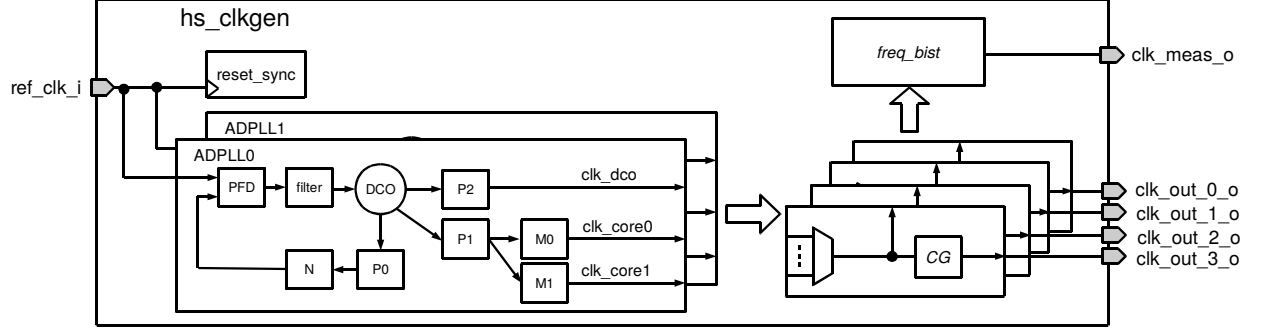 hs_clkgen
freq_bist
clk_meas_o
reset_sync
ref_clk_i
ADPLL1
ADPLL0
PFD
filter
DCO
P2
clk_dco
P1
M0
clk_core0
N
P0
M1
clk_core1
CG
clk_out_0_o
clk_out_1_o
clk_out_2_o
clk_out_3_o